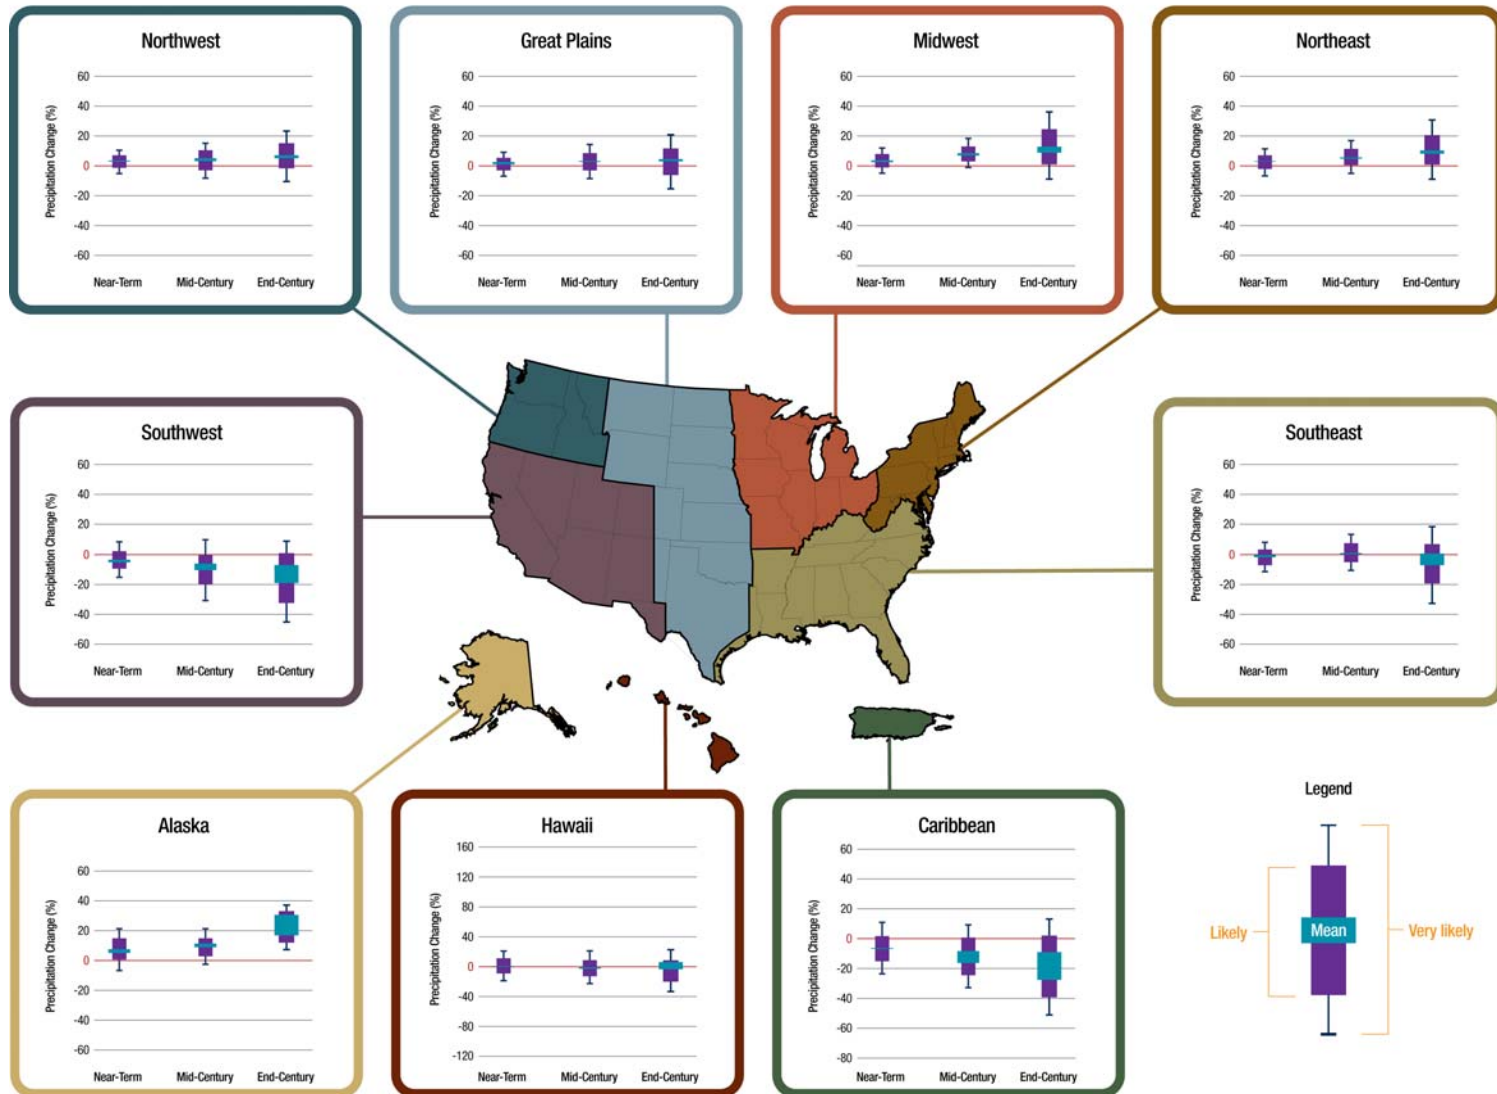 Northwest
Precipitation Change (%)
60
40
20
0
-20
-40
-60
Near-Term Mid-Century End-Century
Great Plains
Precipitation Change (%)
60
40
20
0
-20
-40
-60
Near-Term Mid-Century End-Century
Midwest
Precipitation Change (%)
60
40
20
0
-20
-40
-60
Near-Term Mid-Century End-Century
Northeast
Precipitation Change (%)
60
40
20
0
-20
-40
-60
Near-Term Mid-Century End-Century
Southwest
Precipitation Change (%)
60
40
20
0
-20
-40
-60
Near-Term Mid-Century End-Century
Southeast
Precipitation Change (%)
60
40
20
0
-20
-40
-60
Near-Term Mid-Century End-Century
Alaska
Precipitation Change (%)
60
40
20
0
-20
-40
-60
Near-Term Mid-Century End-Century
Hawaii
Precipitation Change (%)
160
120
80
40
0
-40
-80
-120
Near-Term Mid-Century End-Century
Caribbean
Precipitation Change (%)
60
40
20
0
-20
-40
-60
-80
Near-Term Mid-Century End-Century
Legend
Likely
Mean
Very likely